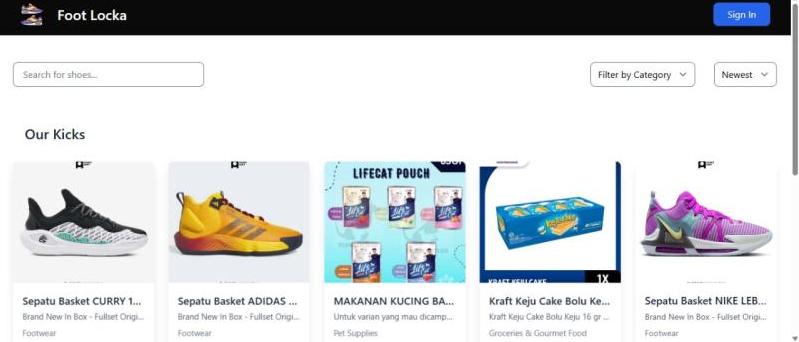 Foot Locka
Sign In
Search for shoes...
Filter by Category
Newest
Our Kicks
LIFECAT POUCH
KRAFT KEJU CAKE
1X
Sepatu Basket CURRY 1...
Sepatu Basket ADIDAS ...
MAKANAN KUCING BA...
Kraft Keju Cake Bolu Ke...
Sepatu Basket NIKE LEB...
Brand New In Box - Fullset Origi...
Brand New In Box - Fullset Origi...
Untuk varian yang mau dicamp...
Kraft Keju Cake Bolu Keju 16 gr ...
Brand New In Box - Fullset Origi...
Footwear
Footwear
Pet Supplies
Groceries & Gourmet Food
Footwear